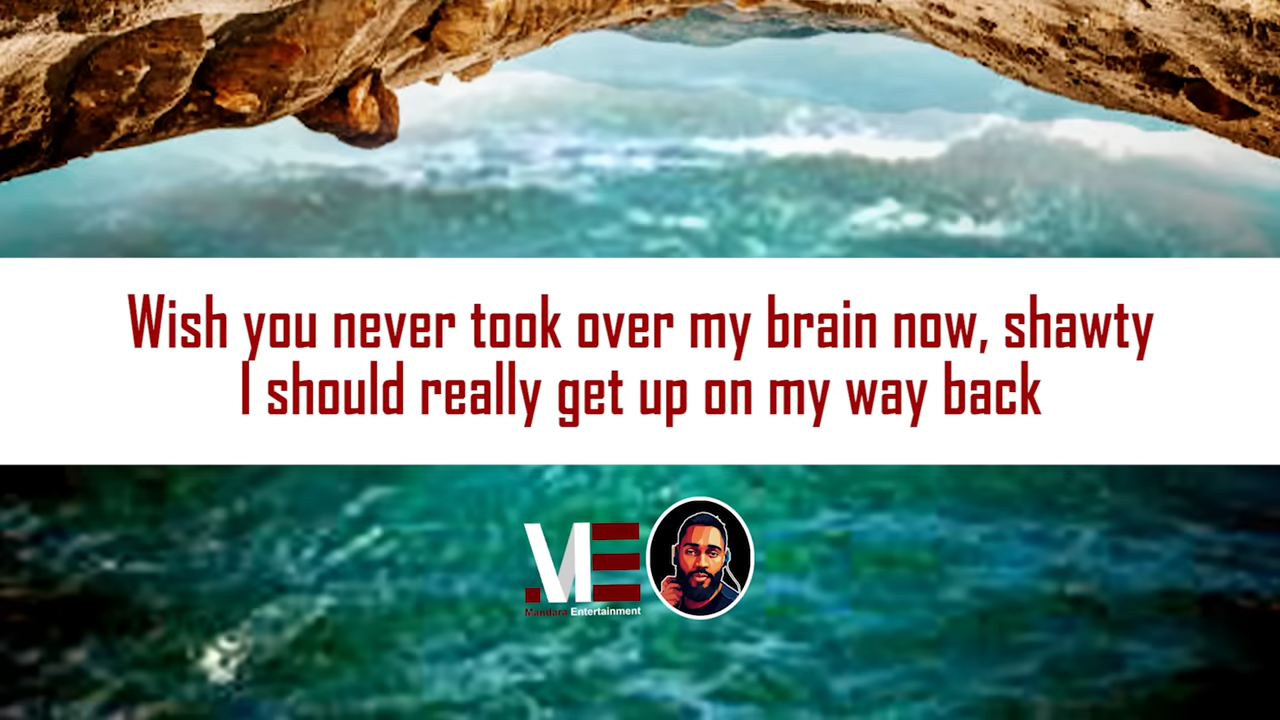 Wish you never took over my brain now, shawty
I should really get up on my way back
ME
Mandara Entertainment